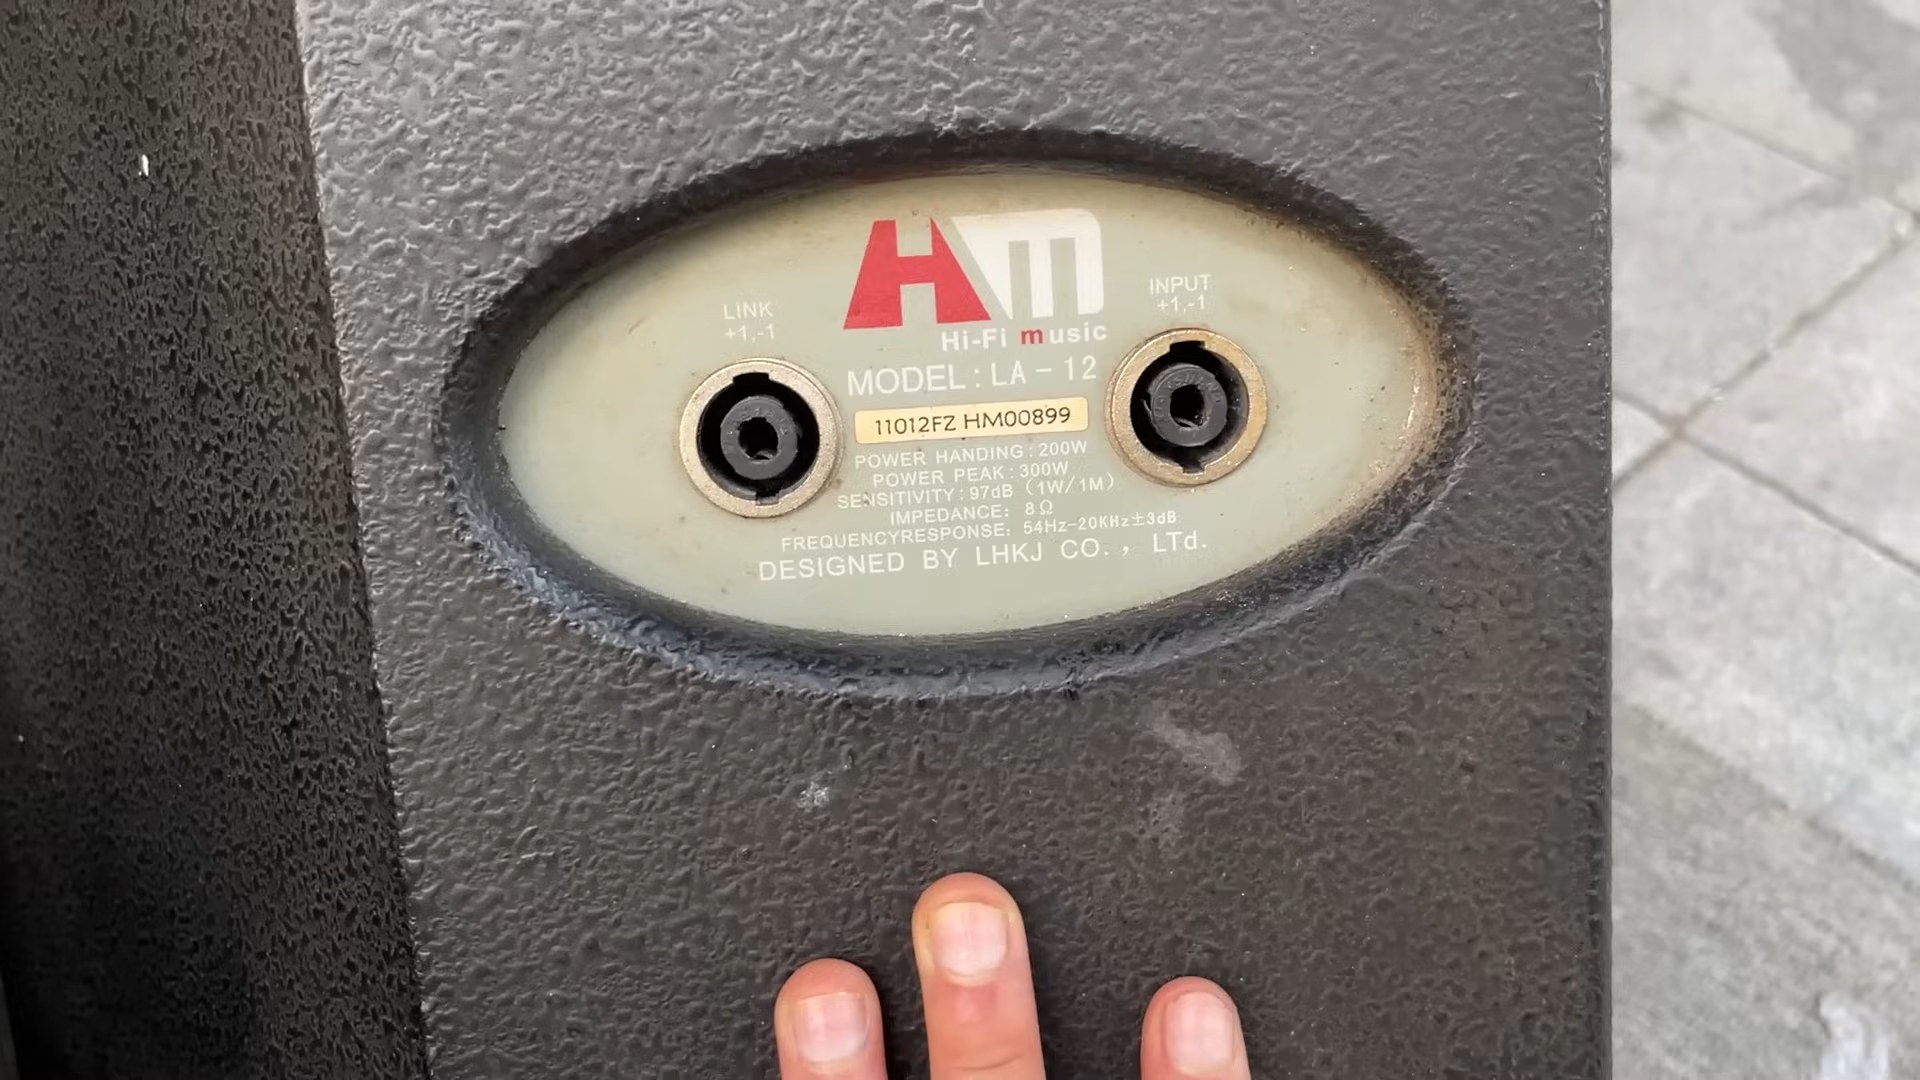 HM
Hi-Fi music
LINK
+1,-1
INPUT
+1,-1
MODEL: LA-12
11012FZ HM00899
POWER HANDING: 200W
POWER PEAK: 300W
SENSITIVITY: 97dB (1W/1M)
IMPEDANCE: 8Ω
FREQUENCYRESPONSE: 54Hz-20KHz±3dB
DESIGNED BY LHKJ CO., LTd.